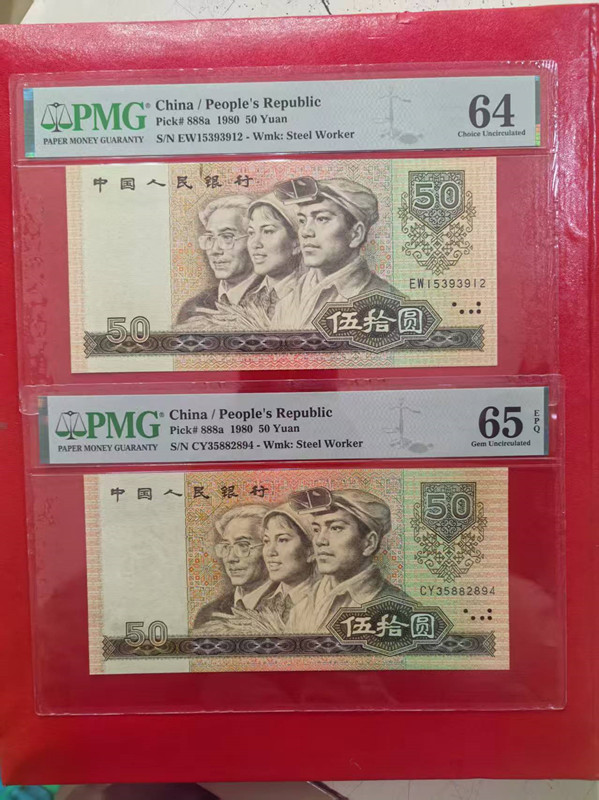 PMG
PAPER MONEY GUARANTY
China / People's Republic
Pick# 888a 1980 50 Yuan
S/N EW15393912 - Wmk: Steel Worker
64
Choice Uncirculated
中国人民银行
50
EW15393912
50
伍拾圆
PMG
PAPER MONEY GUARANTY
China / People's Republic
Pick# 888a 1980 50 Yuan
S/N CY35882894 - Wmk: Steel Worker
65
EPQ
Gem Uncirculated
中国人民银行
50
CY35882894
50
伍拾圆